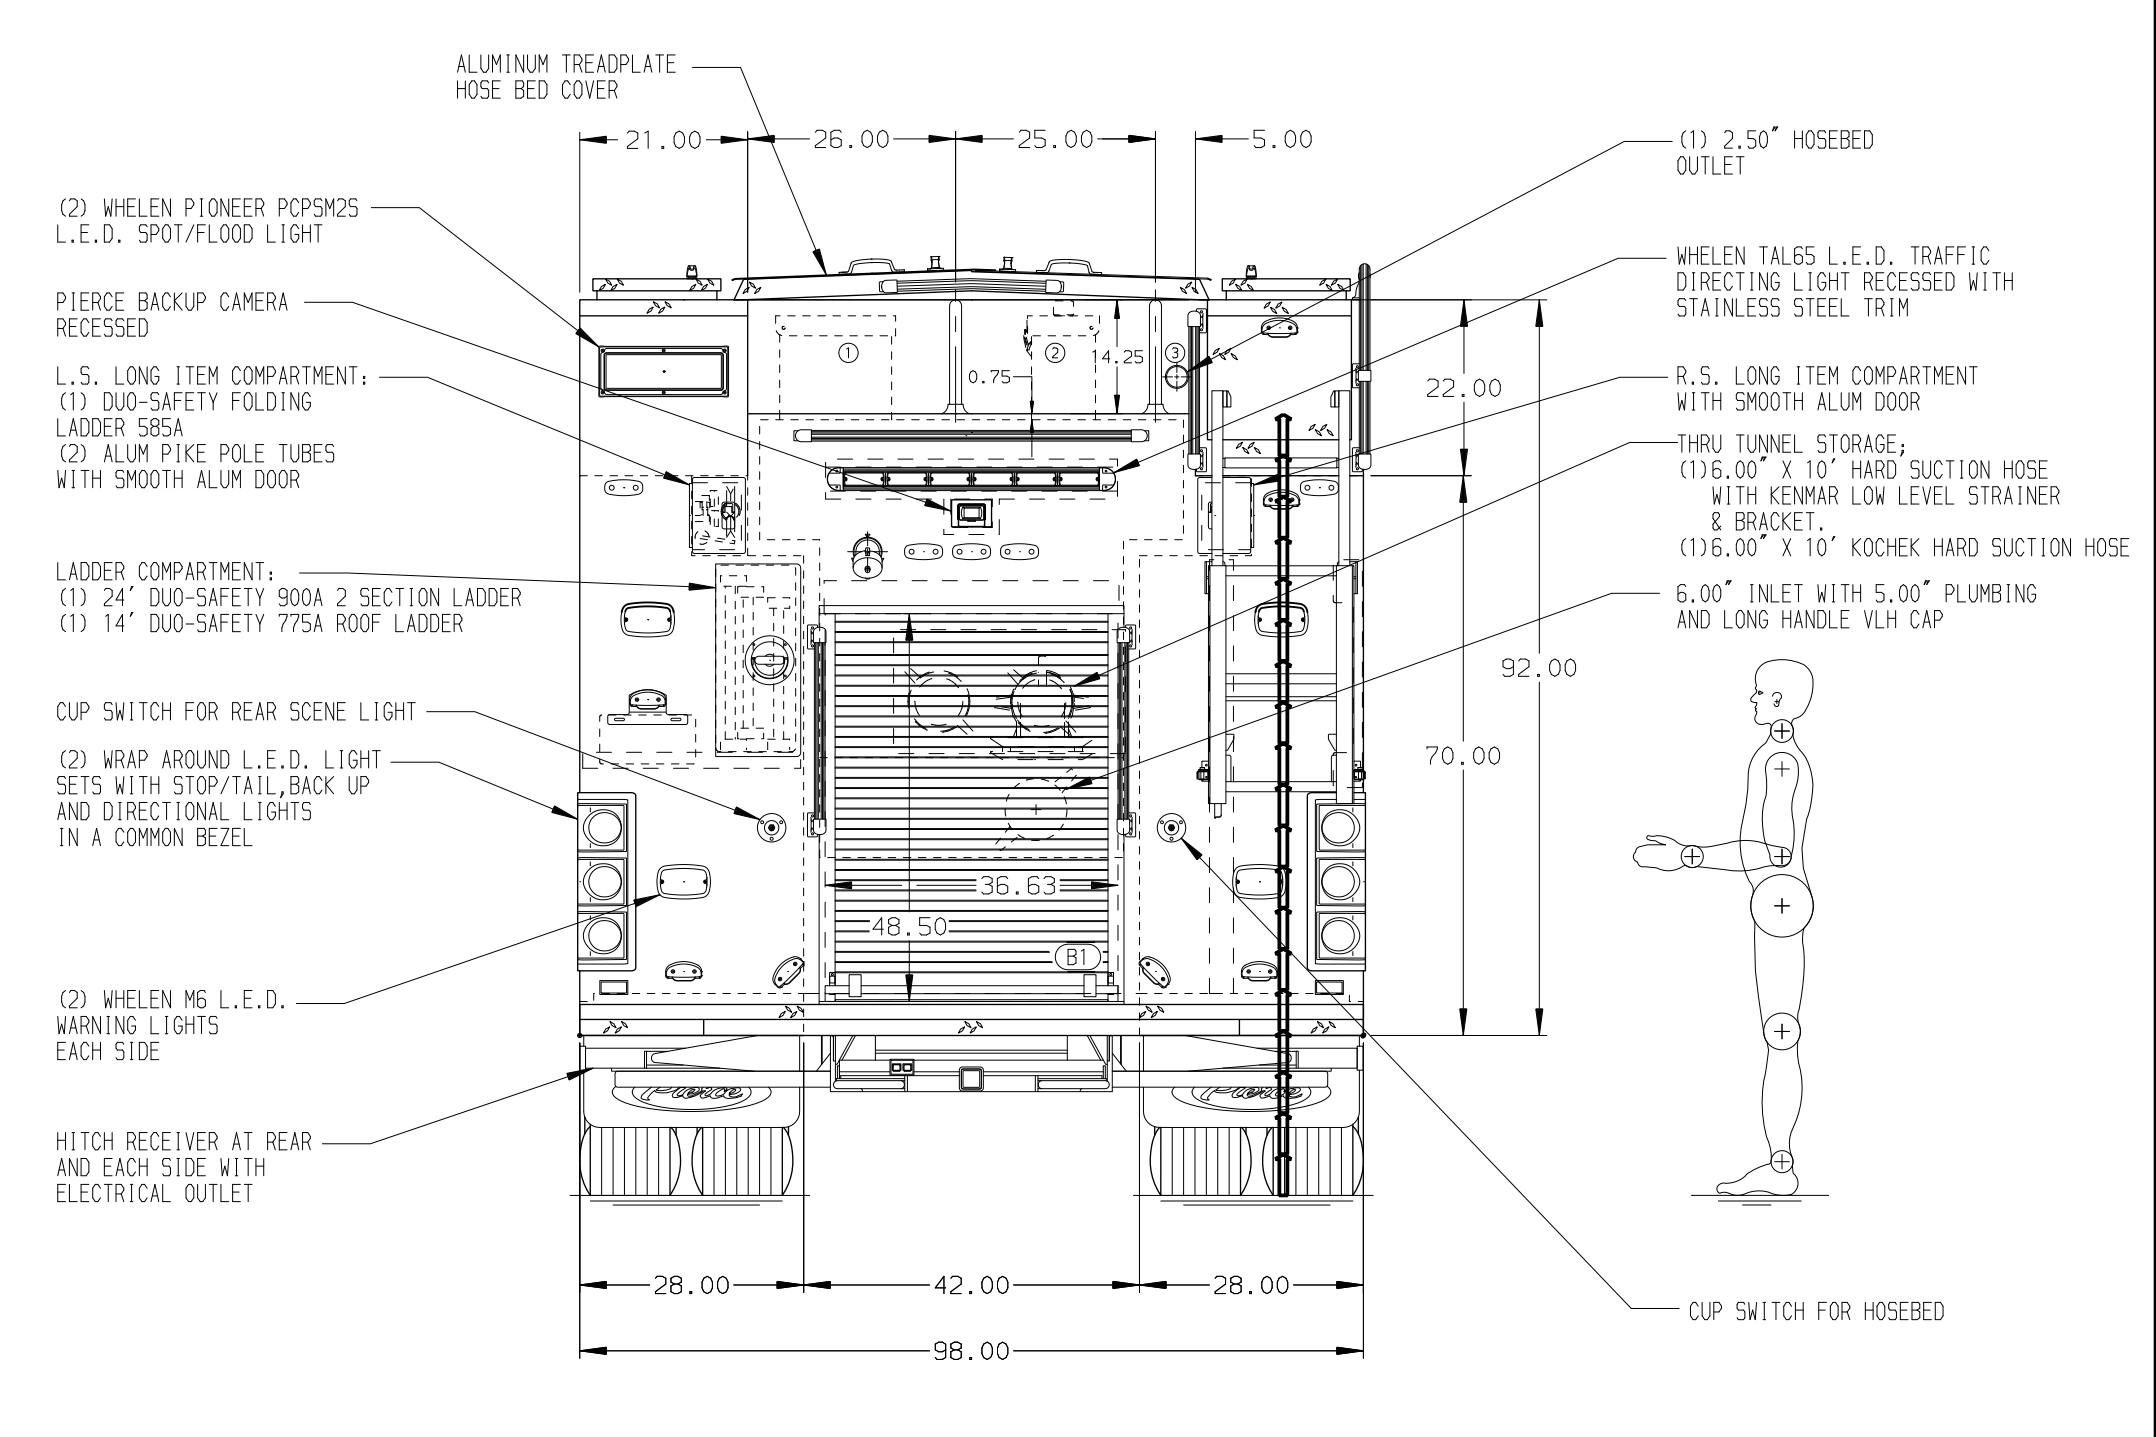 ALUMINUM TREADPLATE
HOSE BED COVER
21.00
26.00
25.00
5.00
(1) 2.50" HOSEBED
OUTLET
(2) WHELEN PIONEER PCPSM2S
L.E.D. SPOT/FLOOD LIGHT
WHELEN TAL65 L.E.D. TRAFFIC
DIRECTING LIGHT RECESSED WITH
STAINLESS STEEL TRIM
PIERCE BACKUP CAMERA
RECESSED
1
2
3
14.25
0.75
22.00
L.S. LONG ITEM COMPARTMENT:
(1) DUO-SAFETY FOLDING
LADDER 585A
(2) ALUM PIKE POLE TUBES
WITH SMOOTH ALUM DOOR
R.S. LONG ITEM COMPARTMENT
WITH SMOOTH ALUM DOOR
THRU TUNNEL STORAGE;
(1)6.00" X 10' HARD SUCTION HOSE
WITH KENMAR LOW LEVEL STRAINER
& BRACKET.
(1)6.00" X 10' KOCHEK HARD SUCTION HOSE
LADDER COMPARTMENT:
(1) 24' DUO-SAFETY 900A 2 SECTION LADDER
(1) 14' DUO-SAFETY 775A ROOF LADDER
6.00" INLET WITH 5.00" PLUMBING
AND LONG HANDLE VLH CAP
92.00
CUP SWITCH FOR REAR SCENE LIGHT
70.00
(2) WRAP AROUND L.E.D. LIGHT
SETS WITH STOP/TAIL,BACK UP
AND DIRECTIONAL LIGHTS
IN A COMMON BEZEL
36.63
48.50
B1
(2) WHELEN M6 L.E.D.
WARNING LIGHTS
EACH SIDE
Pierce
Pierce
HITCH RECEIVER AT REAR
AND EACH SIDE WITH
ELECTRICAL OUTLET
28.00
42.00
28.00
CUP SWITCH FOR HOSEBED
98.00